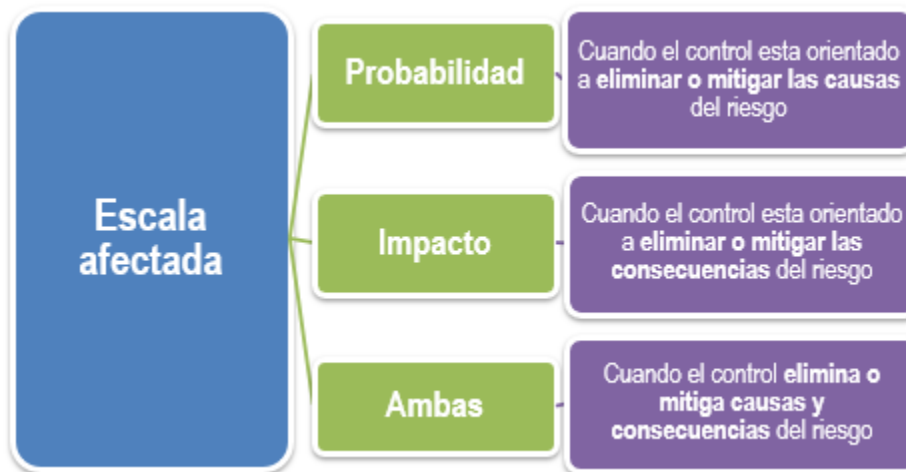 Escala
afectada
Probabilidad
Cuando el control esta orientado
a eliminar o mitigar las causas
del riesgo
Impacto
Cuando el control esta orientado
a eliminar o mitigar las
consecuencias del riesgo
Ambas
Cuando el control elimina o
mitiga causas y
consecuencias del riesgo